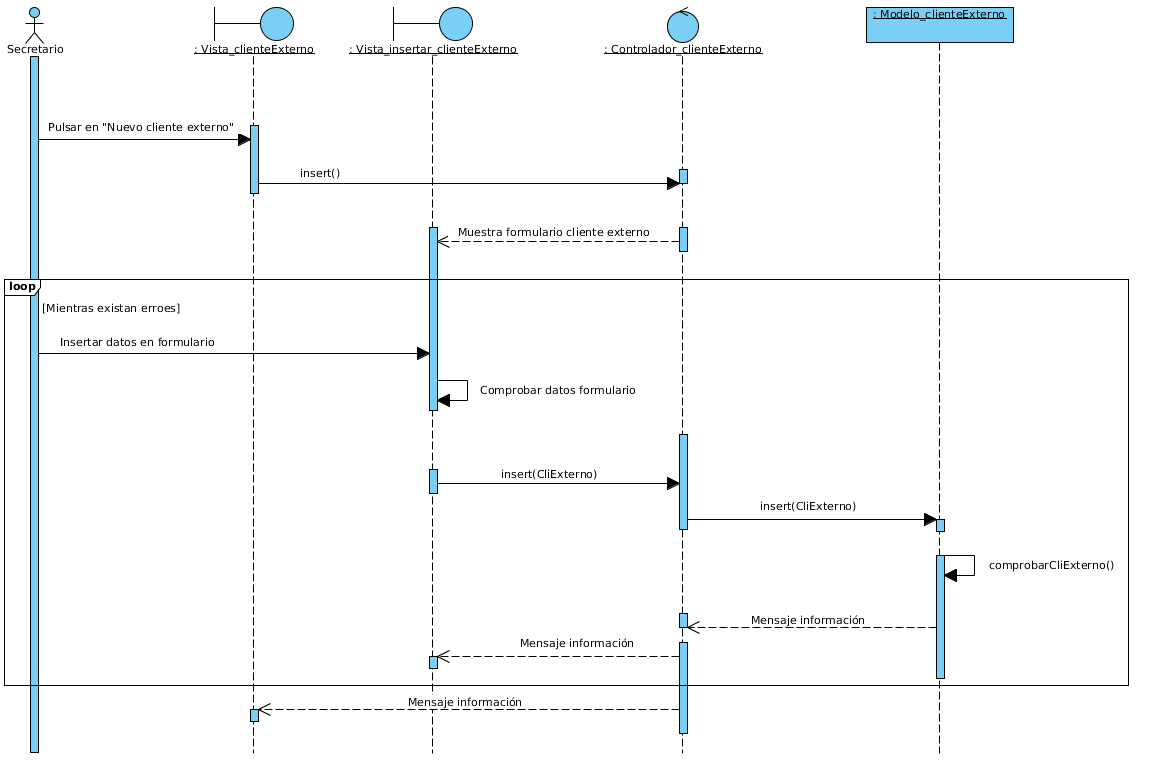 Secretario
: Vista_clienteExterno
: Vista_insertar_clienteExterno
: Controlador_clienteExterno
: Modelo_clienteExterno
Pulsar en "Nuevo cliente externo"
insert()
Muestra formulario cliente externo
loop
[Mientras existan erroes]
Insertar datos en formulario
Comprobar datos formulario
insert(CliExterno)
insert(CliExterno)
comprobarCliExterno()
Mensaje información
Mensaje información
Mensaje información